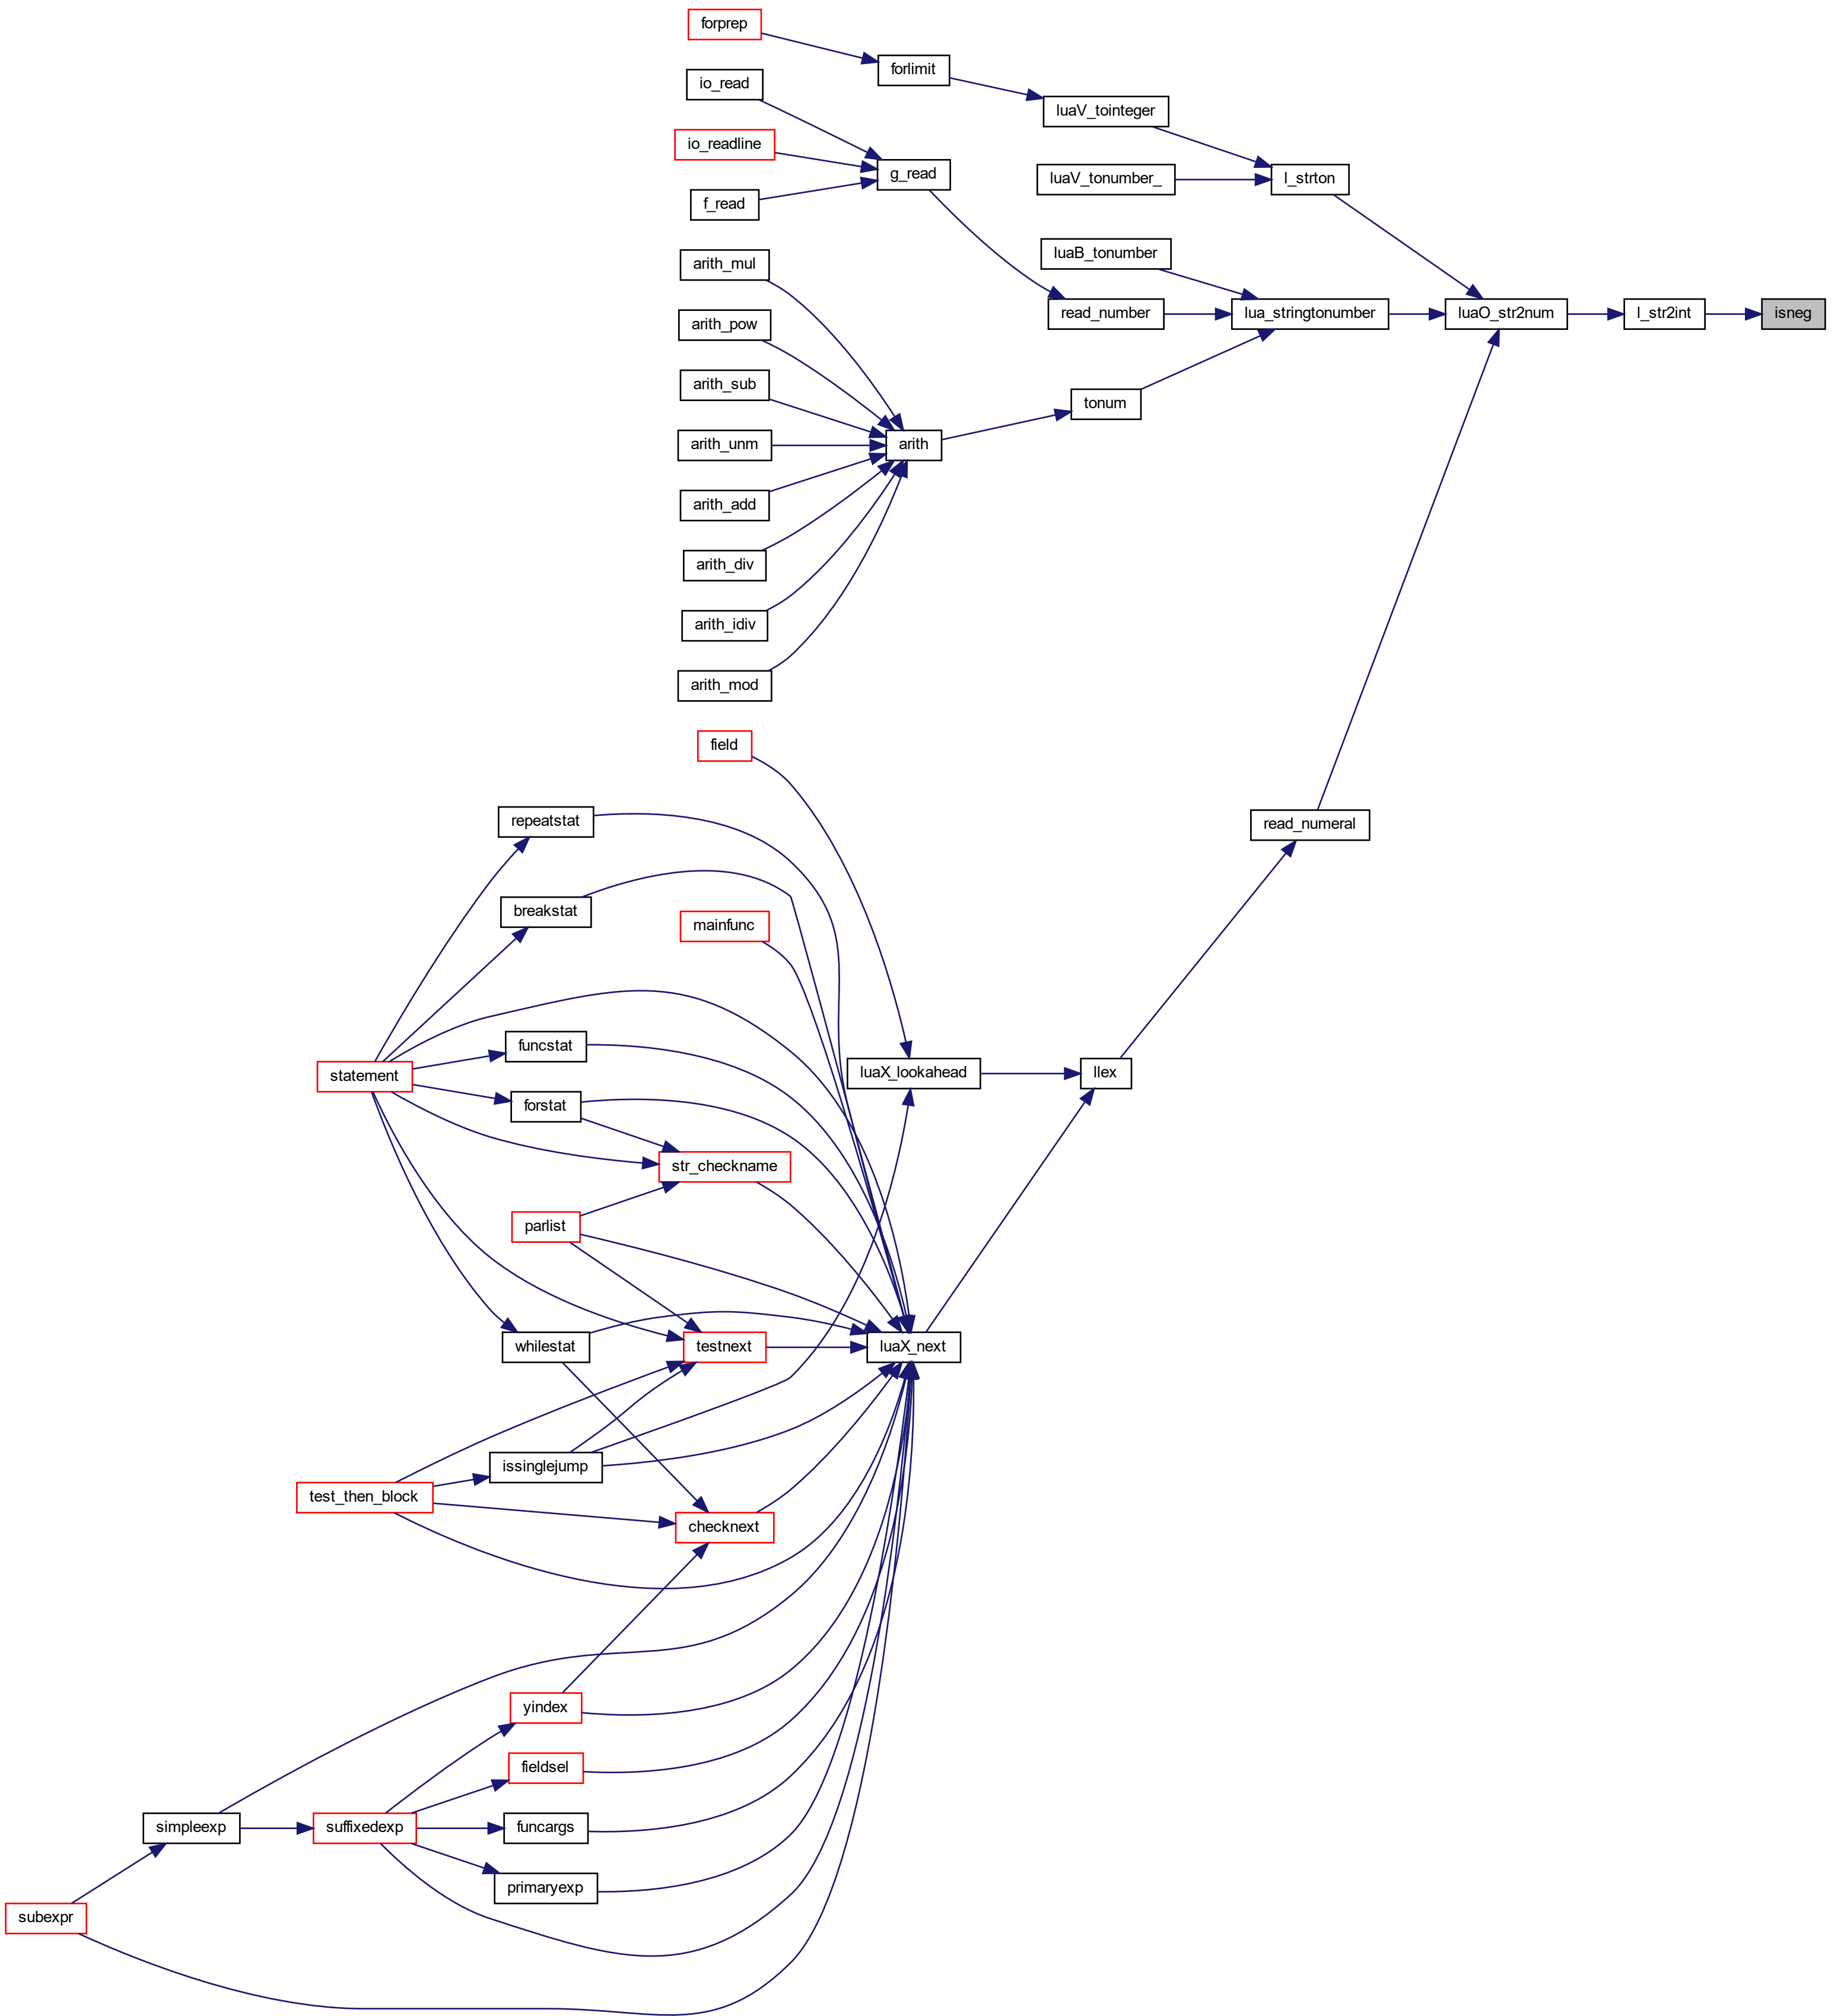 forprep
forlimit
io_read
luaV_tointeger
io_readline
g_read
luaV_tonumber_
l_strton
f_read
luaB_tonumber
arith_mul
read_number
lua_stringtonumber
luaO_str2num
l_str2int
isneg
arith_pow
arith_sub
tonum
arith_unm
arith
arith_add
arith_div
arith_idiv
arith_mod
field
repeatstat
read_numeral
breakstat
mainfunc
funcstat
statement
luaX_lookahead
llex
forstat
str_checkname
parlist
whilestat
testnext
luaX_next
issinglejump
test_then_block
checknext
yindex
fieldsel
simpleexp
suffixedexp
funcargs
primaryexp
subexpr